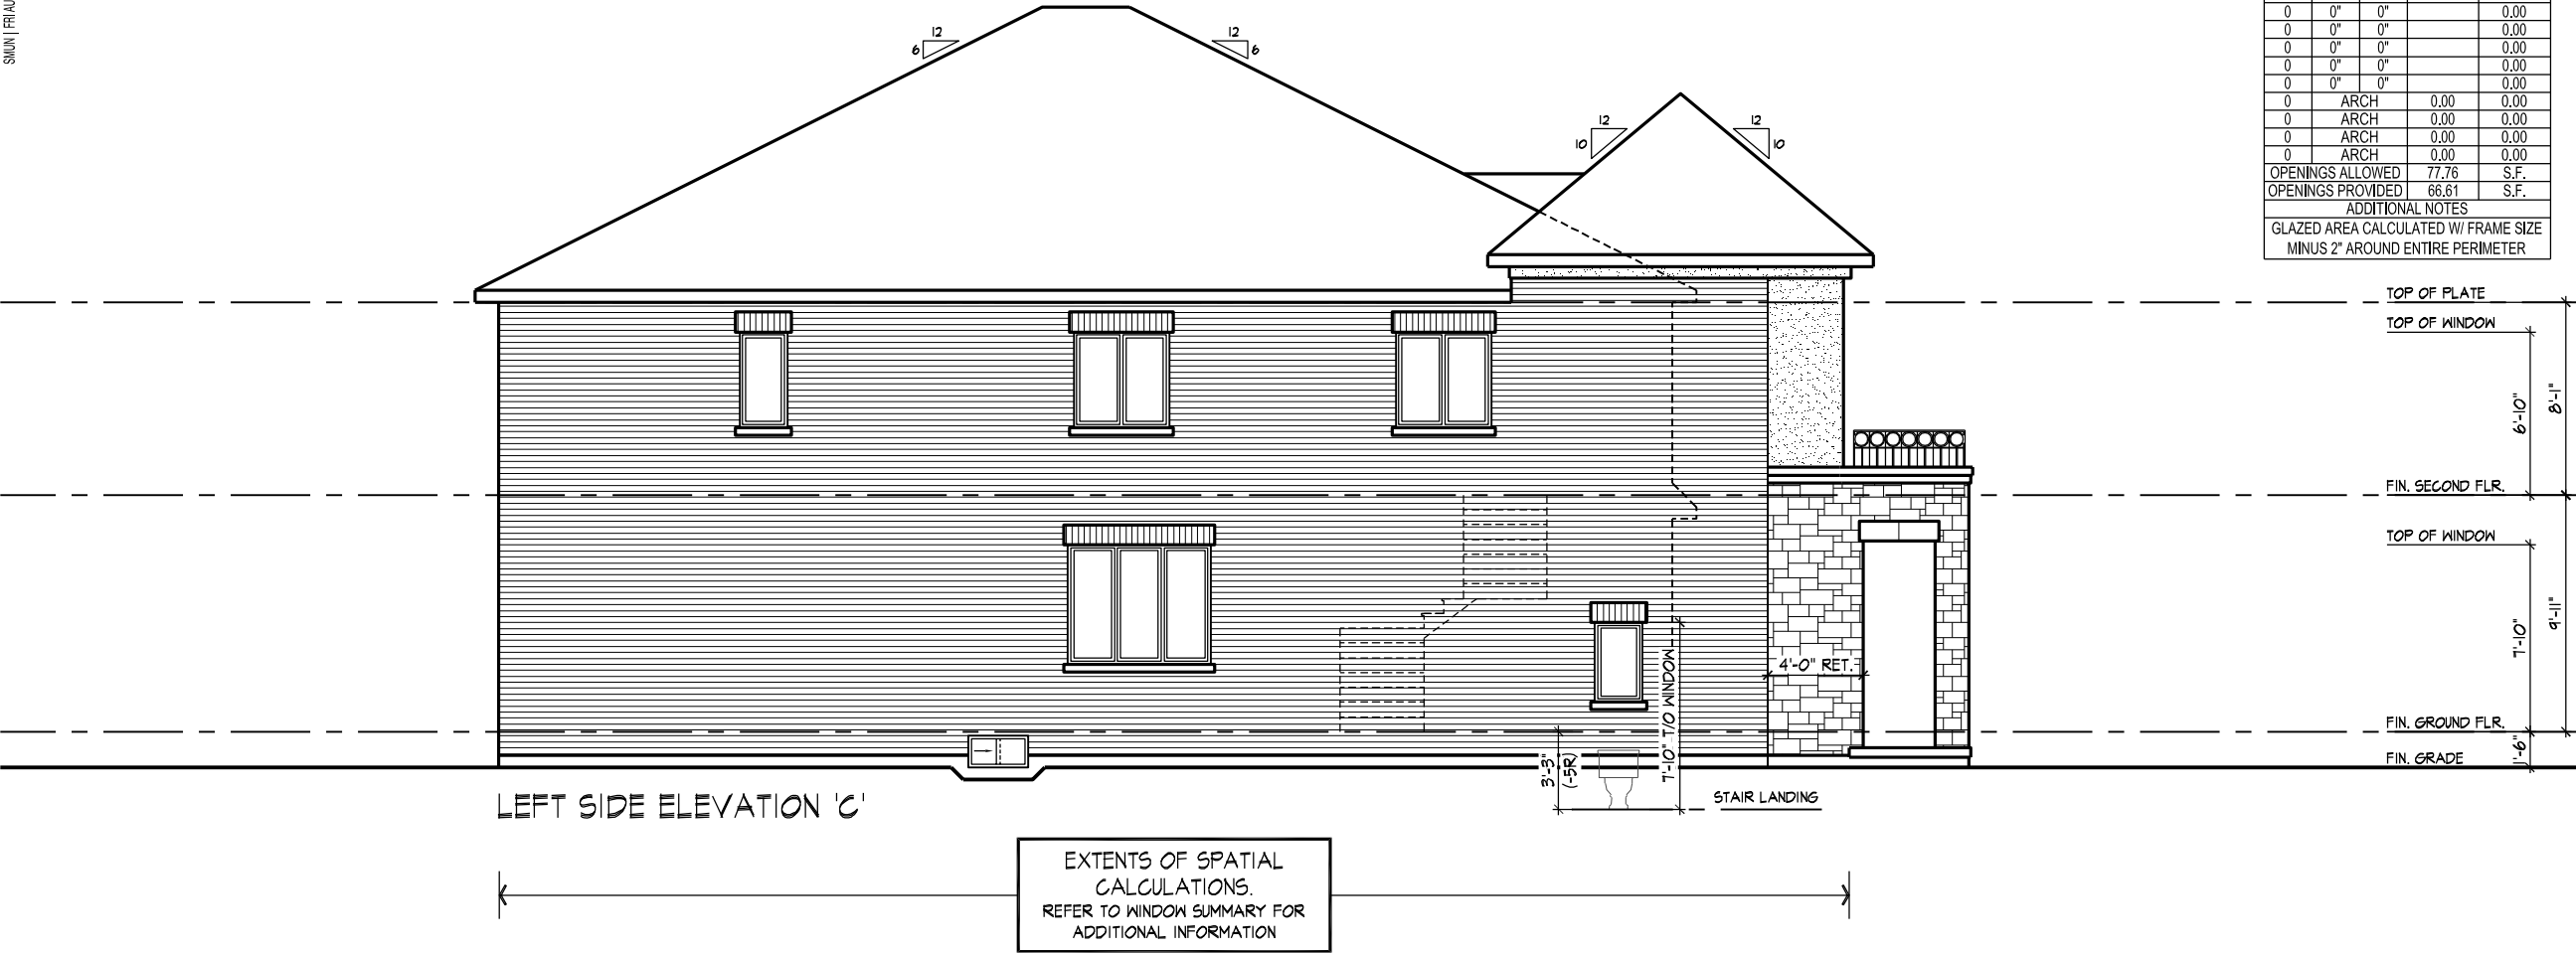 SMUN | FRI AU
0 0" 0" 0.00
0 0" 0" 0.00
0 0" 0" 0.00
0 0" 0" 0.00
0 0" 0" 0.00
0 ARCH 0.00 0.00
0 ARCH 0.00 0.00
0 ARCH 0.00 0.00
0 ARCH 0.00 0.00
OPENINGS ALLOWED 77.76 S.F.
OPENINGS PROVIDED 66.61 S.F.
ADDITIONAL NOTES
GLAZED AREA CALCULATED W/ FRAME SIZE
MINUS 2" AROUND ENTIRE PERIMETER
12
6
12
6
12
10
12
10
TOP OF PLATE
TOP OF WINDOW
6'-10"
8'-1"
FIN. SECOND FLR.
TOP OF WINDOW
7'-10"
9'-11"
FIN. GROUND FLR.
1'-6"
FIN. GRADE
4'-0" RET.
7'-10" T/O WINDOW
3'-3"
(-5R)
STAIR LANDING
LEFT SIDE ELEVATION 'C'
EXTENTS OF SPATIAL
CALCULATIONS.
REFER TO WINDOW SUMMARY FOR
ADDITIONAL INFORMATION